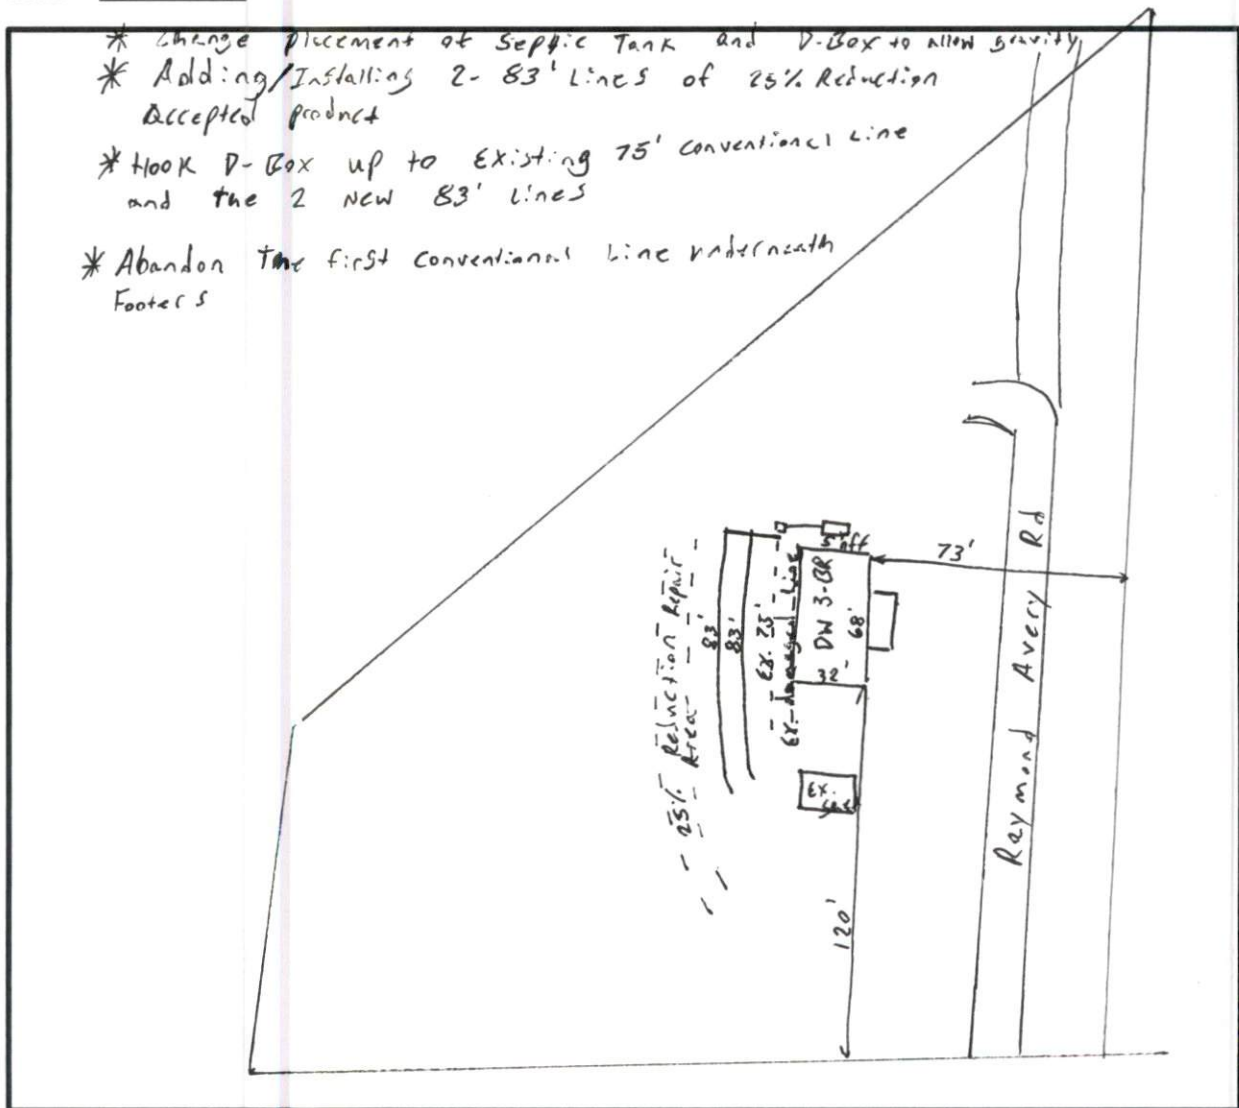 * Change placement of Septic Tank and D-Box to allow gravity
* Adding/Installing 2- 83' Lines of 25% Reduction
Accepted product
* Hook D-Box up to Existing 75' conventional Line
and the 2 New 83' Lines
* Abandon The first conventional Line underneath
Footers
5' off
73'
DW 3-BR
68'
32'
Ex. 75'
Ex. damaged Line
83'
83'
25% Reduction Repair
Area
Ex.
120'
Raymond Avery Rd